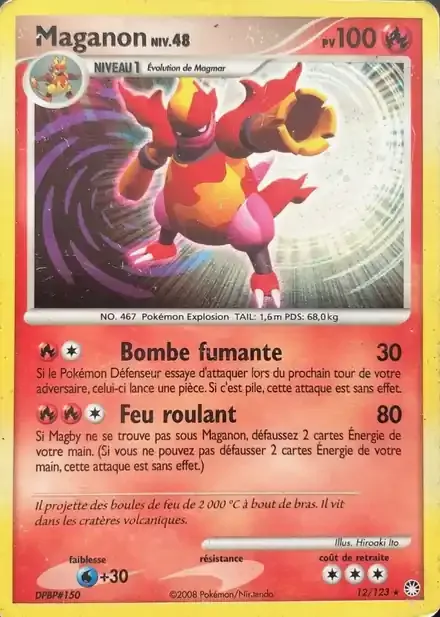 Maganon NIV.48 PV 100
NIVEAU 1 Évolution de Magmar
NO. 467 Pokémon Explosion TAIL: 1,6m PDS: 68,0kg
Bombe fumante 30
Si le Pokémon Défenseur essaye d'attaquer lors du prochain tour de votre
adversaire, celui-ci lance une pièce. Si c'est pile, cette attaque est sans effet.
Feu roulant 80
Si Magby ne se trouve pas sous Maganon, défaussez 2 cartes Énergie de votre
main. (Si vous ne pouvez pas défausser 2 cartes Énergie de votre
main, cette attaque est sans effet.)
Il projette des boules de feu de 2 000 °C à bout de bras. Il vit
dans les cratères volcaniques.
Illus. Hiroaki Ito
faiblesse résistance coût de retraite
+30
DPBP#150 ©2008 Pokémon/Nintendo 12/123 ★